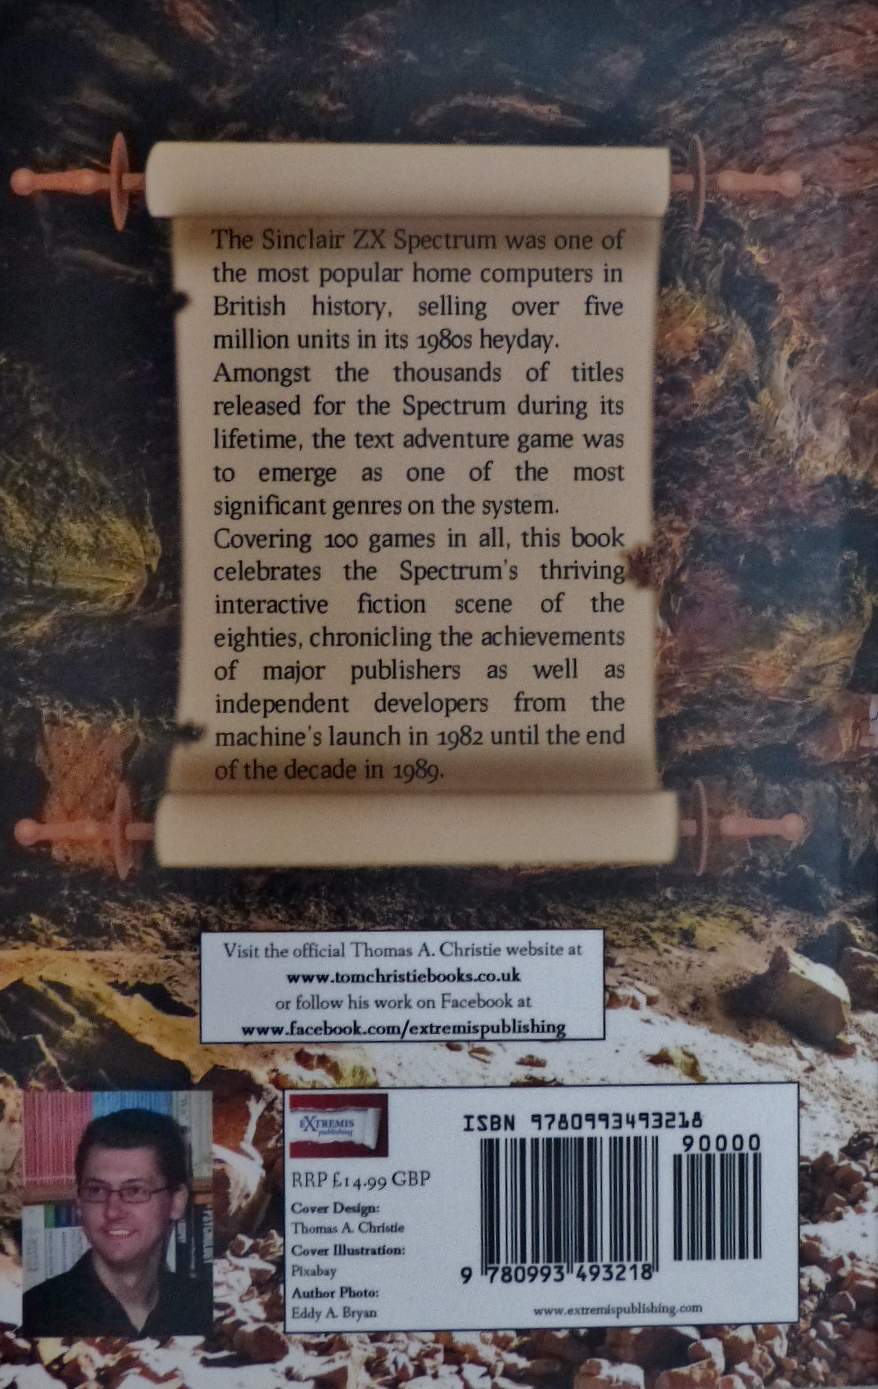 The Sinclair ZX Spectrum was one of
the most popular home computers in
British history, selling over five
million units in its 1980s heyday.
Amongst the thousands of titles
released for the Spectrum during its
lifetime, the text adventure game was
to emerge as one of the most
significant genres on the system.
Covering 100 games in all, this book
celebrates the Spectrum's thriving
interactive fiction scene of the
eighties, chronicling the achievements
of major publishers as well as
independent developers from the
machine's launch in 1982 until the end
of the decade in 1989.
Visit the official Thomas A. Christie website at
www.tomchristiebooks.co.uk
or follow his work on Facebook at
www.facebook.com/extremispublishing
EXTREMIS
publishing
RRP £14.99 GBP
Cover Design:
Thomas A. Christie
Cover Illustration:
Pixabay
Author Photo:
Eddy A. Bryan
ISBN 9780993493218
90000
9 780993 493218
www.extremispublishing.com